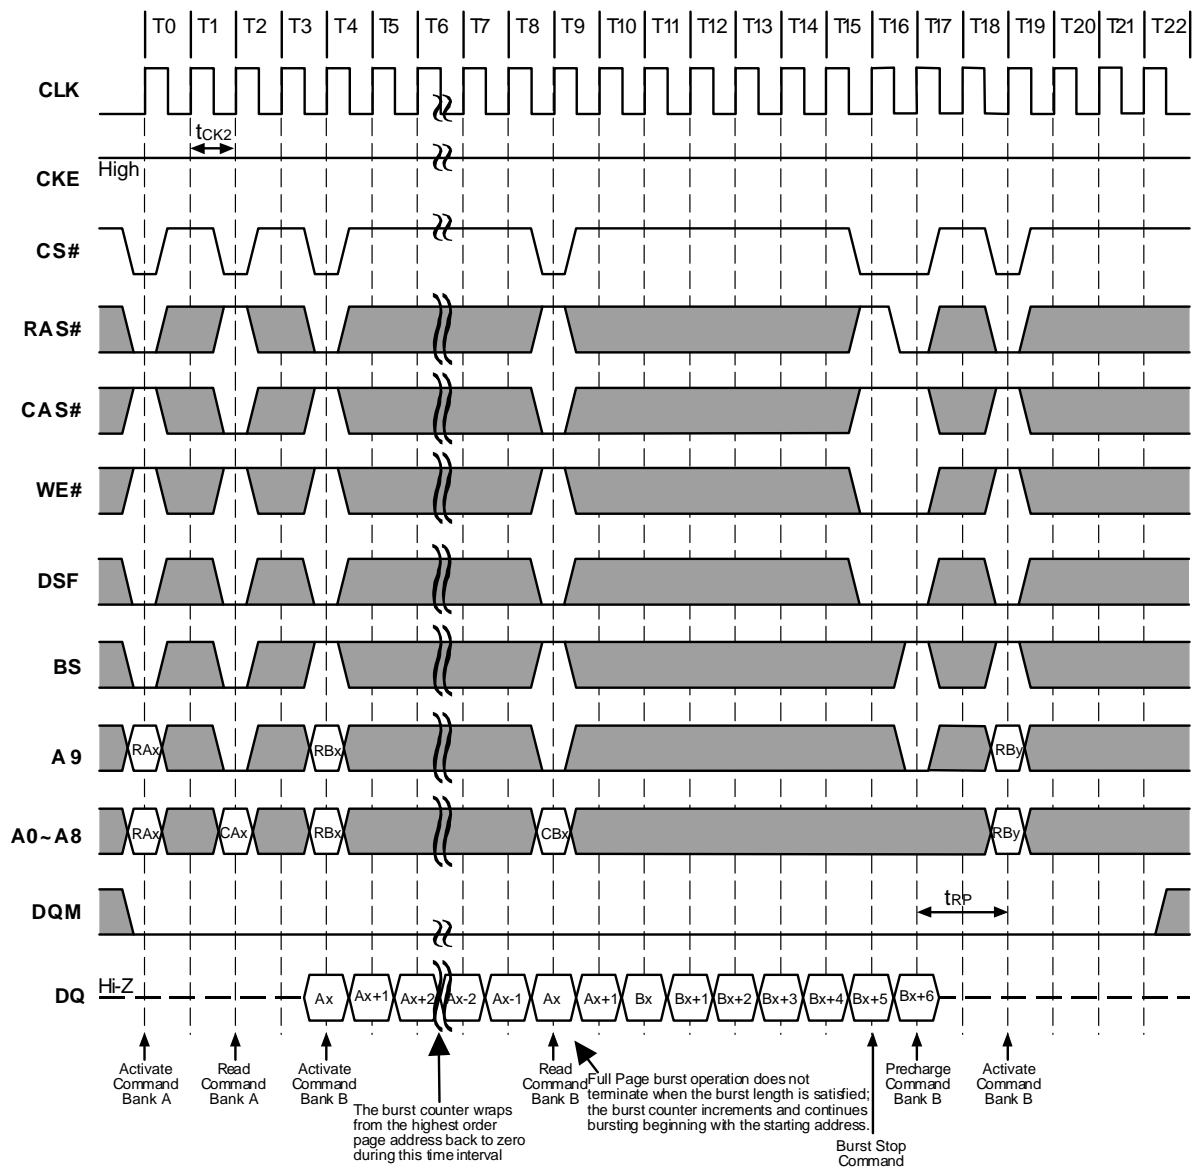 T0 T1 T2 T3 T4 T5 T6 T7 T8 T9 T10 T11 T12 T13 T14 T15 T16 T17 T18 T19 T20 T21 T22
CLK
tCK2
High
CKE
CS#
RAS#
CAS#
WE#
DSF
BS
A9
RAx RBx RBy
A0~A8
RAx CAx RBx CBx RBy
DQM
tRP
Hi-Z
DQ
Ax Ax+1 Ax+2 Ax-2 Ax-1 Ax Ax+1 Bx Bx+1 Bx+2 Bx+3 Bx+4 Bx+5 Bx+6
Activate
Command
Bank A
Read
Command
Bank A
Activate
Command
Bank B
The burst counter wraps
from the highest order
page address back to zero
during this time interval
Read
Command
Bank B
Full Page burst operation does not
terminate when the burst length is satisfied;
the burst counter increments and continues
bursting beginning with the starting address.
Burst Stop
Command
Precharge
Command
Bank B
Activate
Command
Bank B